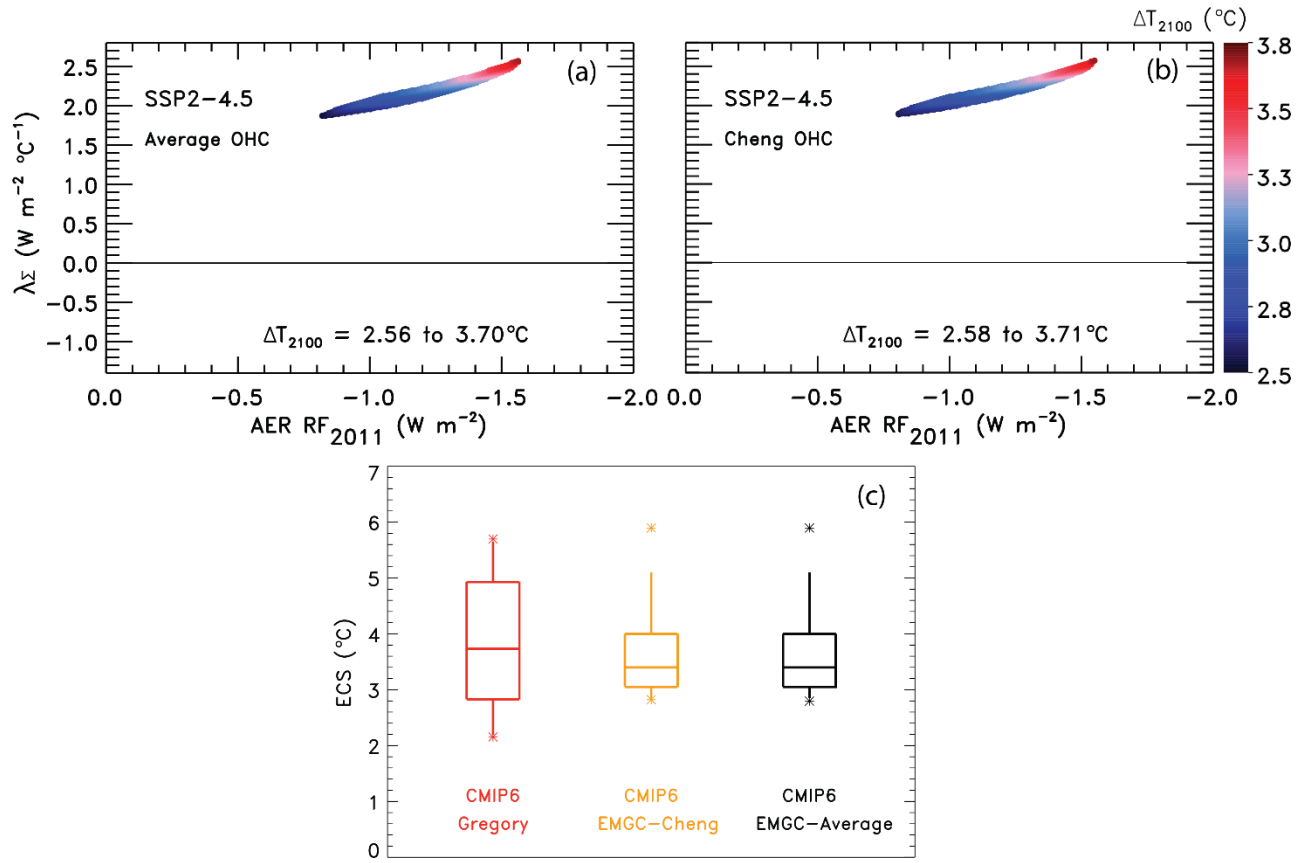 ΔT2100 (°C)
(a)
SSP2−4.5
Average OHC
ΔT2100 = 2.56 to 3.70°C
λΣ (W m−2 °C−1)
2.5
2.0
1.5
1.0
0.5
0.0
−0.5
−1.0
0.0
−0.5
−1.0
−1.5
−2.0
AER RF2011 (W m−2)
(b)
SSP2−4.5
Cheng OHC
ΔT2100 = 2.58 to 3.71°C
0.0
−0.5
−1.0
−1.5
−2.0
AER RF2011 (W m−2)
3.8
3.5
3.3
3.0
2.8
2.5
(c)
7
6
5
4
3
2
1
0
ECS (°C)
CMIP6
Gregory
CMIP6
EMGC−Cheng
CMIP6
EMGC−Average